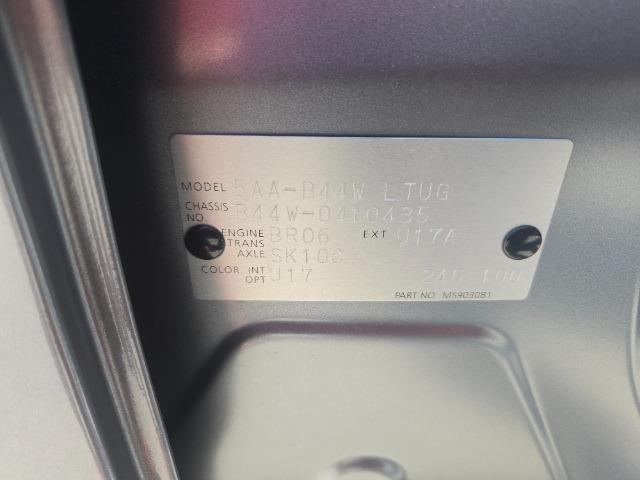 MODEL 5AA-B44W LTUG
CHASSIS NO. B44W-0410435
ENGINE BR06 EXT U17A
TRANS AXLE SK10C
COLOR. INT U17 24C 100
OPT
PART NO. MS903081